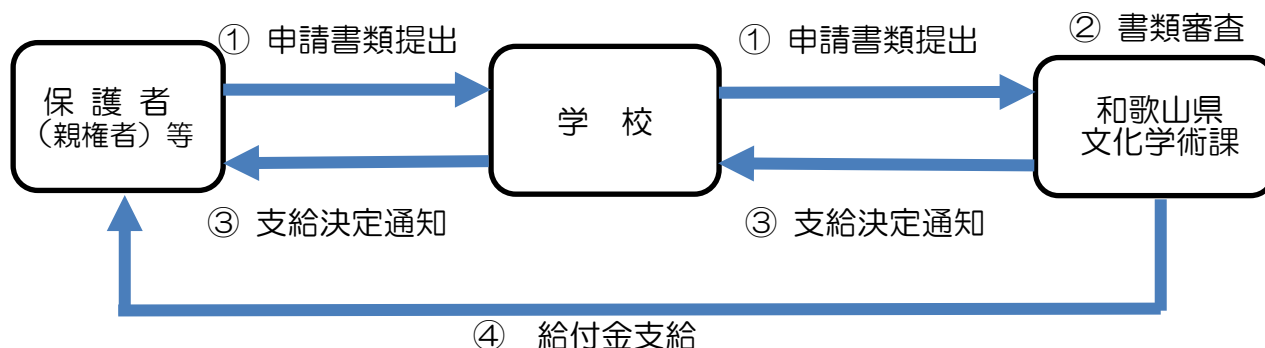 ① 申請書類提出
① 申請書類提出
② 書類審査
保 護 者
（親権者）等
学　校
和歌山県
文化学術課
③ 支給決定通知
③ 支給決定通知
④　給付金支給